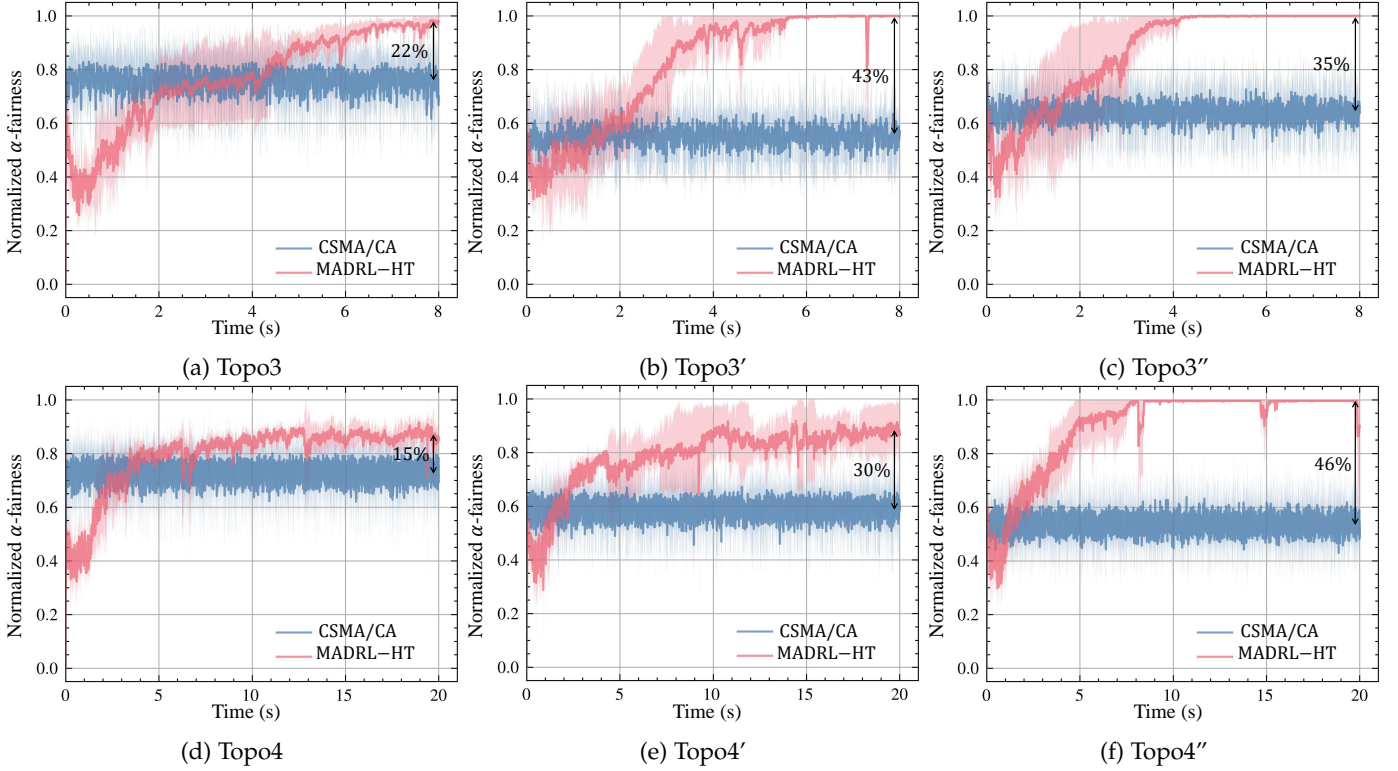 Normalized α-fairness
1.0
0.8
0.6
0.4
0.2
0.0
22%
CSMA/CA
MADRL−HT
0 2 4 6 8
Time (s)
(a) Topo3
Normalized α-fairness
1.0
0.8
0.6
0.4
0.2
0.0
43%
CSMA/CA
MADRL−HT
0 2 4 6 8
Time (s)
(b) Topo3′
Normalized α-fairness
1.0
0.8
0.6
0.4
0.2
0.0
35%
CSMA/CA
MADRL−HT
0 2 4 6 8
Time (s)
(c) Topo3″
Normalized α-fairness
1.0
0.8
0.6
0.4
0.2
0.0
15%
CSMA/CA
MADRL−HT
0 5 10 15 20
Time (s)
(d) Topo4
Normalized α-fairness
1.0
0.8
0.6
0.4
0.2
0.0
30%
CSMA/CA
MADRL−HT
0 5 10 15 20
Time (s)
(e) Topo4′
Normalized α-fairness
1.0
0.8
0.6
0.4
0.2
0.0
46%
CSMA/CA
MADRL−HT
0 5 10 15 20
Time (s)
(f) Topo4″